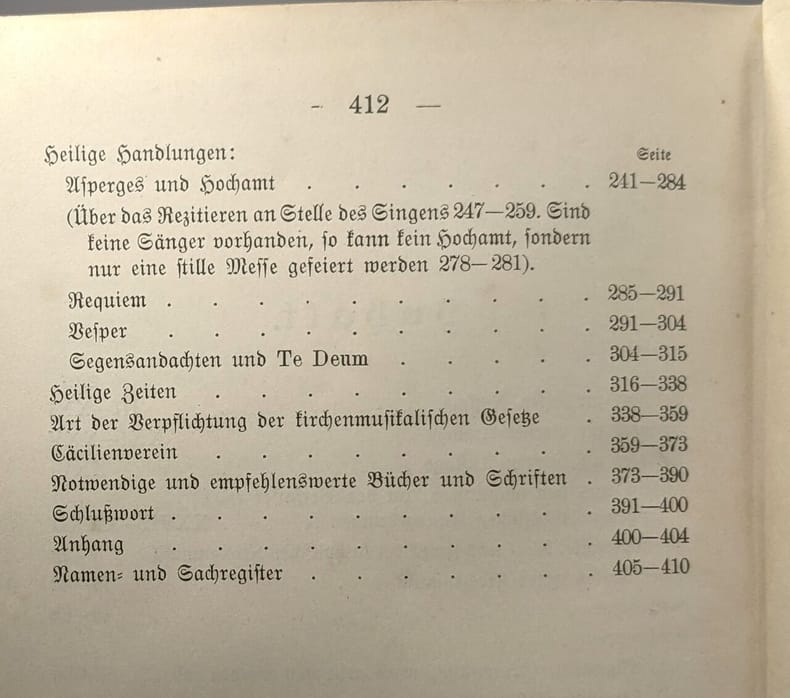 - 412 —
Heilige Handlungen: Seite
Asperges und Hochamt . . . . . . . 241—284
(Über das Rezitieren an Stelle des Singens 247—259. Sind
keine Sänger vorhanden, so kann kein Hochamt, sondern
nur eine stille Messe gefeiert werden 278—281).
Requiem . . . . . . . . . . 285—291
Vesper . . . . . . . . . . 291—304
Segensandachten und Te Deum . . . . . 304—315
Heilige Zeiten . . . . . . . . . 316—338
Art der Verpflichtung der kirchenmusikalischen Gesetze . 338—359
Cäcilienverein . . . . . . . . . 359—373
Notwendige und empfehlenswerte Bücher und Schriften . 373—390
Schlußwort . . . . . . . . . . 391—400
Anhang . . . . . . . . . . 400—404
Namen- und Sachregister . . . . . . . 405—410